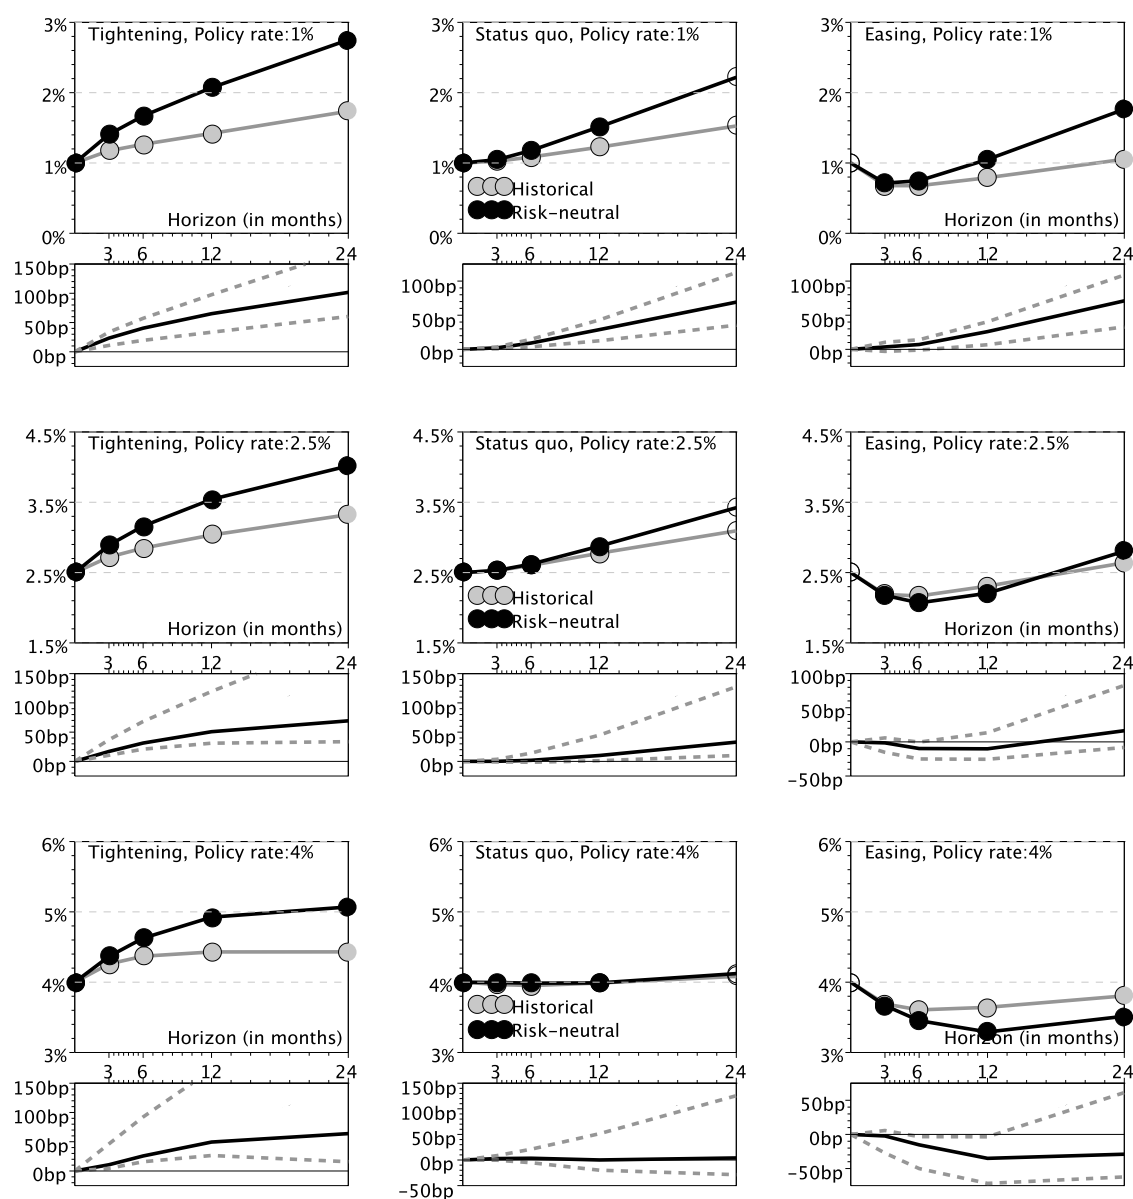 3%
Tightening, Policy rate:1%
2%
1%
Horizon (in months)
0%
3 6 12 24
150bp
100bp
50bp
0bp
3%
Status quo, Policy rate:1%
2%
1%
Historical
Risk-neutral
0%
3 6 12 24
100bp
50bp
0bp
3%
Easing, Policy rate:1%
2%
1%
Horizon (in months)
0%
3 6 12 24
100bp
50bp
0bp
4.5%
Tightening, Policy rate:2.5%
3.5%
2.5%
Horizon (in months)
1.5%
3 6 12 24
150bp
100bp
50bp
0bp
4.5%
Status quo, Policy rate:2.5%
3.5%
2.5%
Historical
Risk-neutral
1.5%
3 6 12 24
150bp
100bp
50bp
0bp
4.5%
Easing, Policy rate:2.5%
3.5%
2.5%
Horizon (in months)
1.5%
3 6 12 24
100bp
50bp
0bp
-50bp
6%
Tightening, Policy rate:4%
5%
4%
Horizon (in months)
3%
3 6 12 24
150bp
100bp
50bp
0bp
6%
Status quo, Policy rate:4%
5%
4%
Historical
Risk-neutral
3%
3 6 12 24
150bp
100bp
50bp
0bp
-50bp
6%
Easing, Policy rate:4%
5%
4%
Horizon (in months)
3%
3 6 12 24
50bp
0bp
-50bp